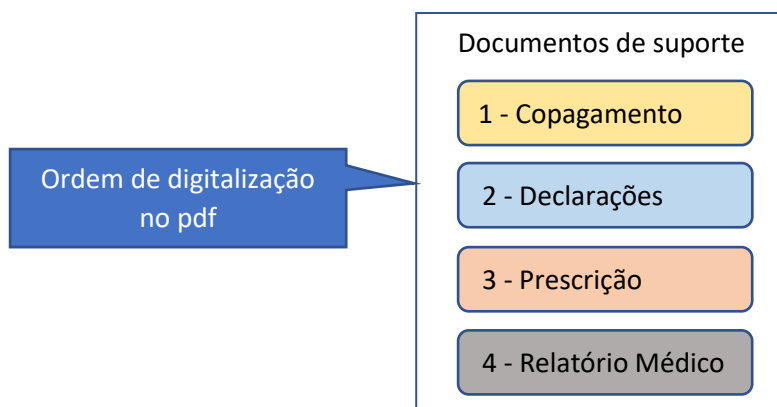 Documentos de suporte
1 - Copagamento
Ordem de digitalização
no pdf
2 - Declarações
3 - Prescrição
4 - Relatório Médico